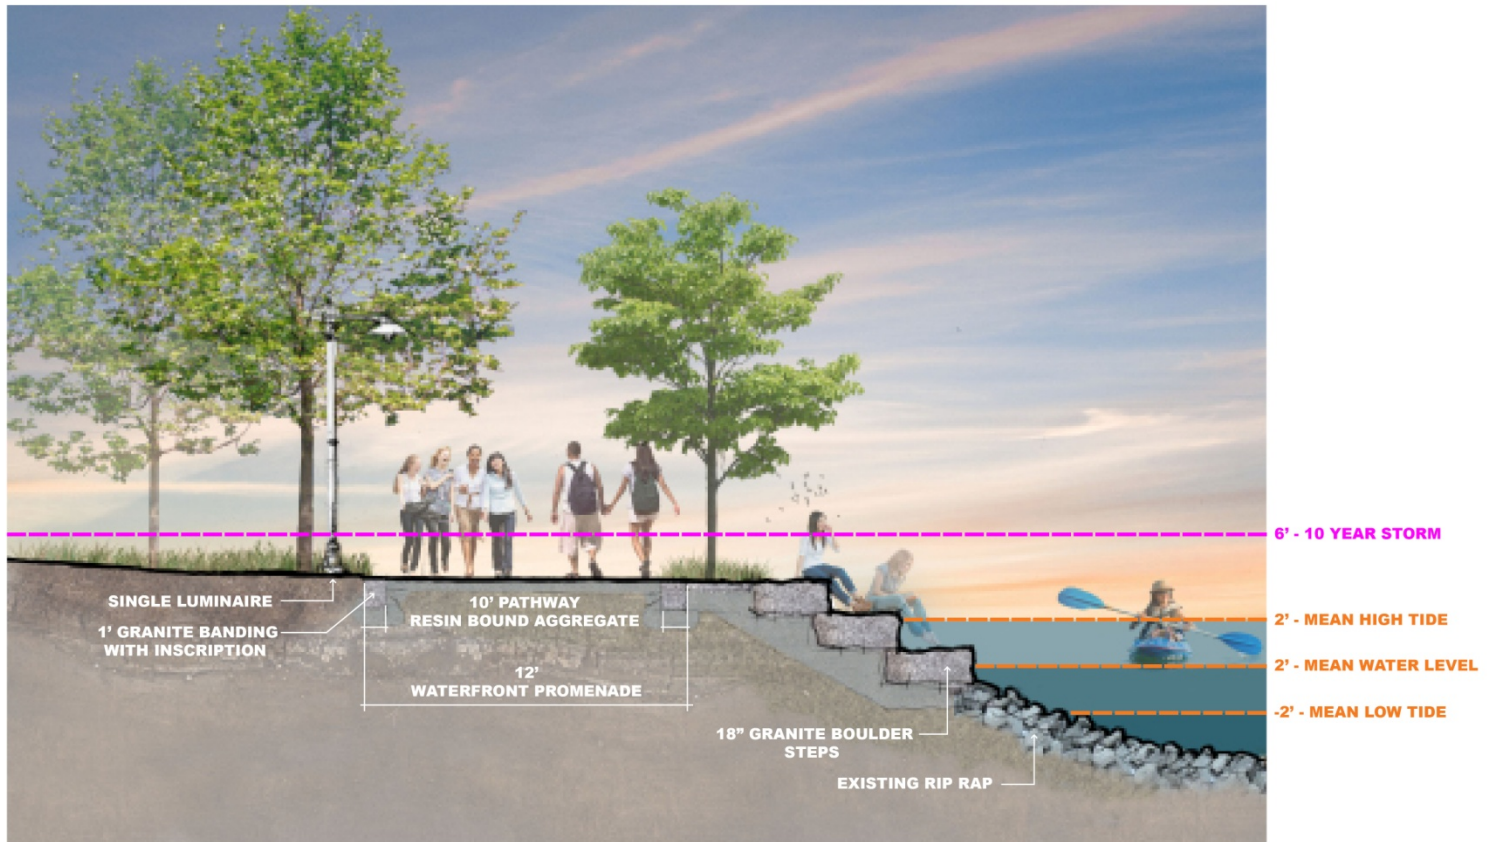 6' - 10 YEAR STORM
SINGLE LUMINAIRE
1' GRANITE BANDING
WITH INSCRIPTION
10' PATHWAY
RESIN BOUND AGGREGATE
12'
WATERFRONT PROMENADE
2' - MEAN HIGH TIDE
2' - MEAN WATER LEVEL
-2' - MEAN LOW TIDE
18” GRANITE BOULDER
STEPS
EXISTING RIP RAP